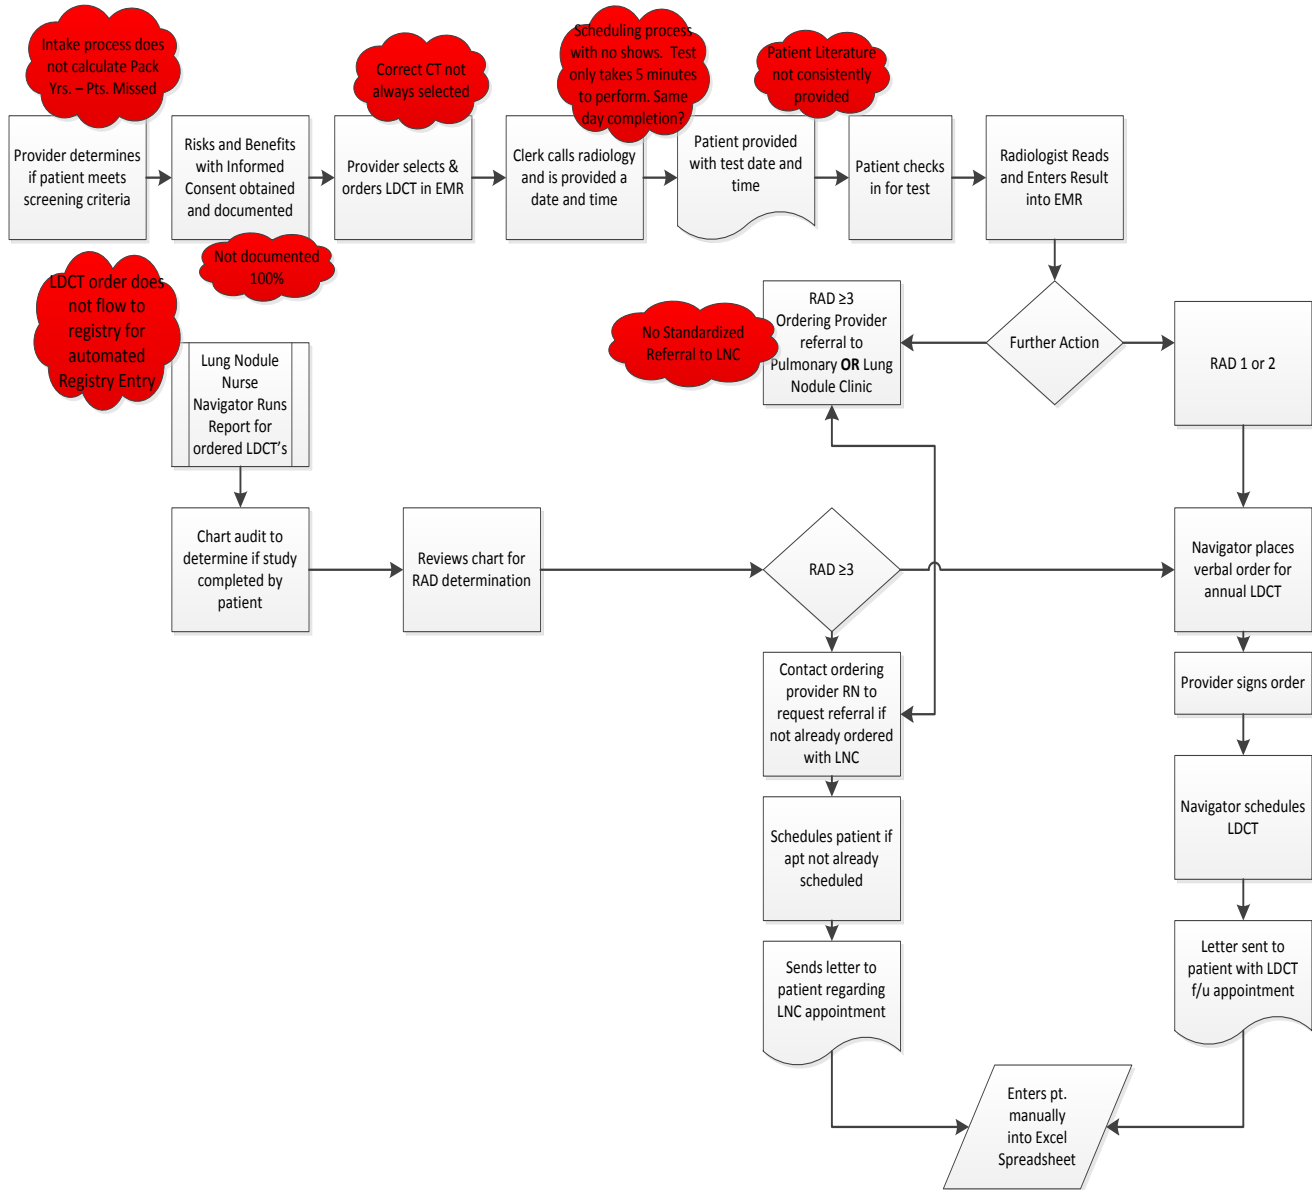 Intake process does
not calculate Pack
Yrs. – Pts. Missed
Correct CT not
always selected
Scheduling process
with no shows.  Test
only takes 5 minutes
to perform. Same
day completion?
Patient Literature
not consistently
provided
Provider determines
if patient meets
screening criteria
Risks and Benefits
with Informed
Consent obtained
and documented
Provider selects &
orders LDCT in EMR
Clerk calls radiology
and is provided a
date and time
Patient provided
with test date and
time
Patient checks
in for test
Radiologist Reads
and Enters Result
into EMR
Not documented
100%
LDCT order does
not flow to
registry for
automated
Registry Entry
No Standardized
Referral to LNC
RAD ≥3
Ordering Provider
referral to
Pulmonary OR Lung
Nodule Clinic
Further Action
RAD 1 or 2
Lung Nodule
Nurse
Navigator Runs
Report for
ordered LDCT's
Chart audit to
determine if study
completed by
patient
Reviews chart for
RAD determination
RAD ≥3
Navigator places
verbal order for
annual LDCT
Contact ordering
provider RN to
request referral if
not already ordered
with LNC
Provider signs order
Schedules patient if
apt not already
scheduled
Navigator schedules
LDCT
Sends letter to
patient regarding
LNC appointment
Letter sent to
patient with LDCT
f/u appointment
Enters pt.
manually
into Excel
Spreadsheet